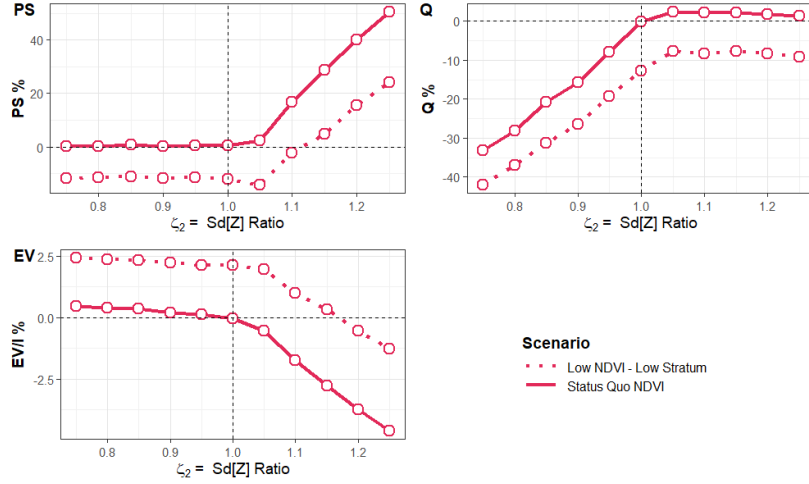 PS
PS %
40
20
0
0.8 0.9 1.0 1.1 1.2
ζ₂ = Sd[Z] Ratio
Q
Q %
0
-10
-20
-30
-40
0.8 0.9 1.0 1.1 1.2
ζ₂ = Sd[Z] Ratio
EV
EV/I %
2.5
0.0
-2.5
0.8 0.9 1.0 1.1 1.2
ζ₂ = Sd[Z] Ratio
Scenario
Low NDVI - Low Stratum
Status Quo NDVI